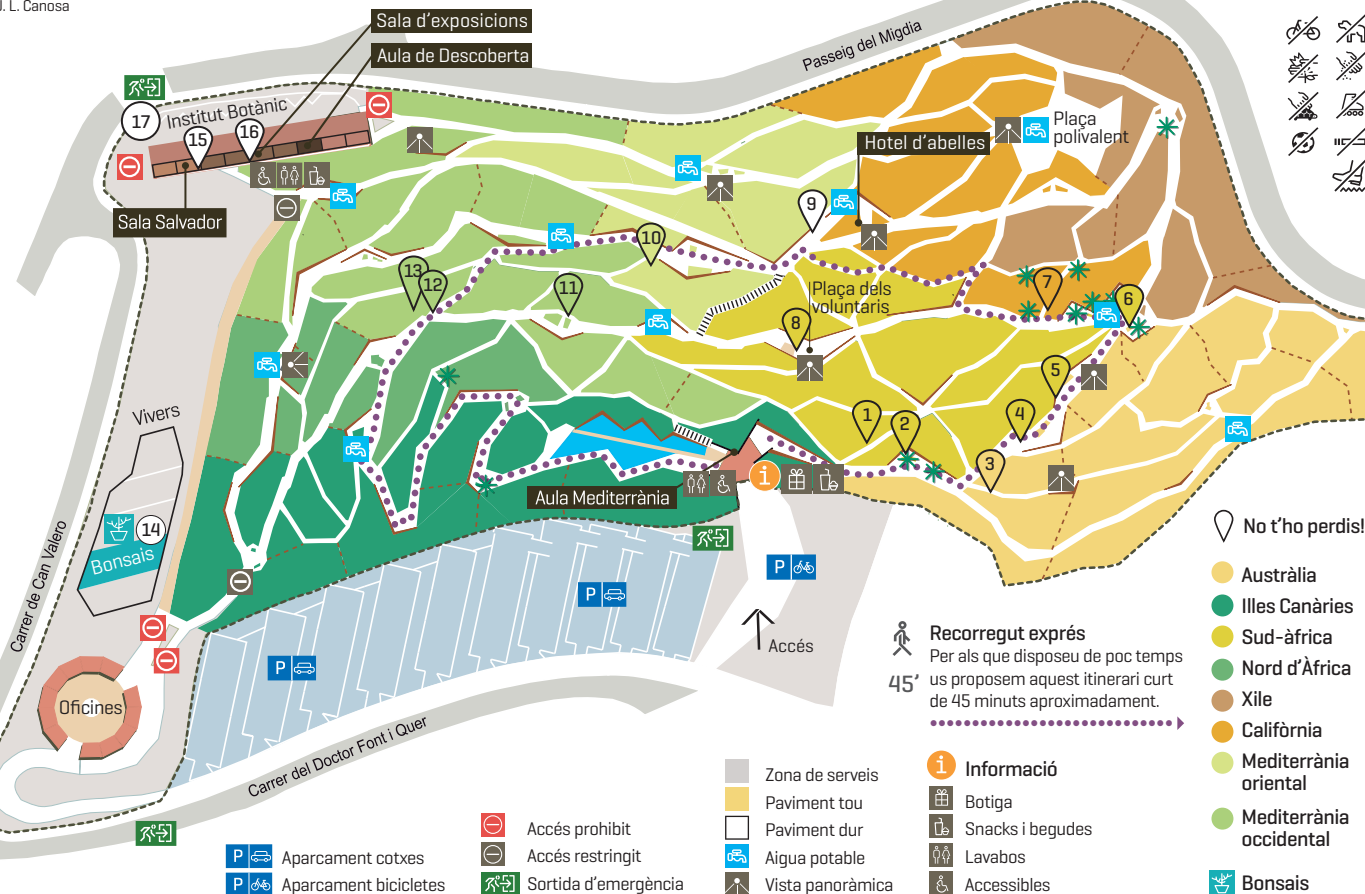 J. L. Canosa
Sala d'exposicions
Aula de Descoberta
Passeig del Migdia
17
Institut Botànic
15
16
Sala Salvador
Hotel d'abelles
Plaça
polivalent
9
10
13
12
11
7
6
Plaça dels
voluntaris
8
5
1
2
4
3
Vivers
14
Bonsais
Carrer de Can Valero
Oficines
Aula Mediterrània
i
P
P
P
Accés
Carrer del Doctor Font i Quer
Recorregut exprés
Per als que disposeu de poc temps
us proposem aquest itinerari curt
de 45 minuts aproximadament.
45'
No t'ho perdis!
Austràlia
Illes Canàries
Sud-àfrica
Nord d'Àfrica
Xile
Califòrnia
Mediterrània
oriental
Mediterrània
occidental
Bonsais
P Aparcament cotxes
P Aparcament bicicletes
Accés prohibit
Accés restringit
Sortida d'emergència
Zona de serveis
Paviment tou
Paviment dur
Aigua potable
Vista panoràmica
i Informació
Botiga
Snacks i begudes
Lavabos
Accessibles